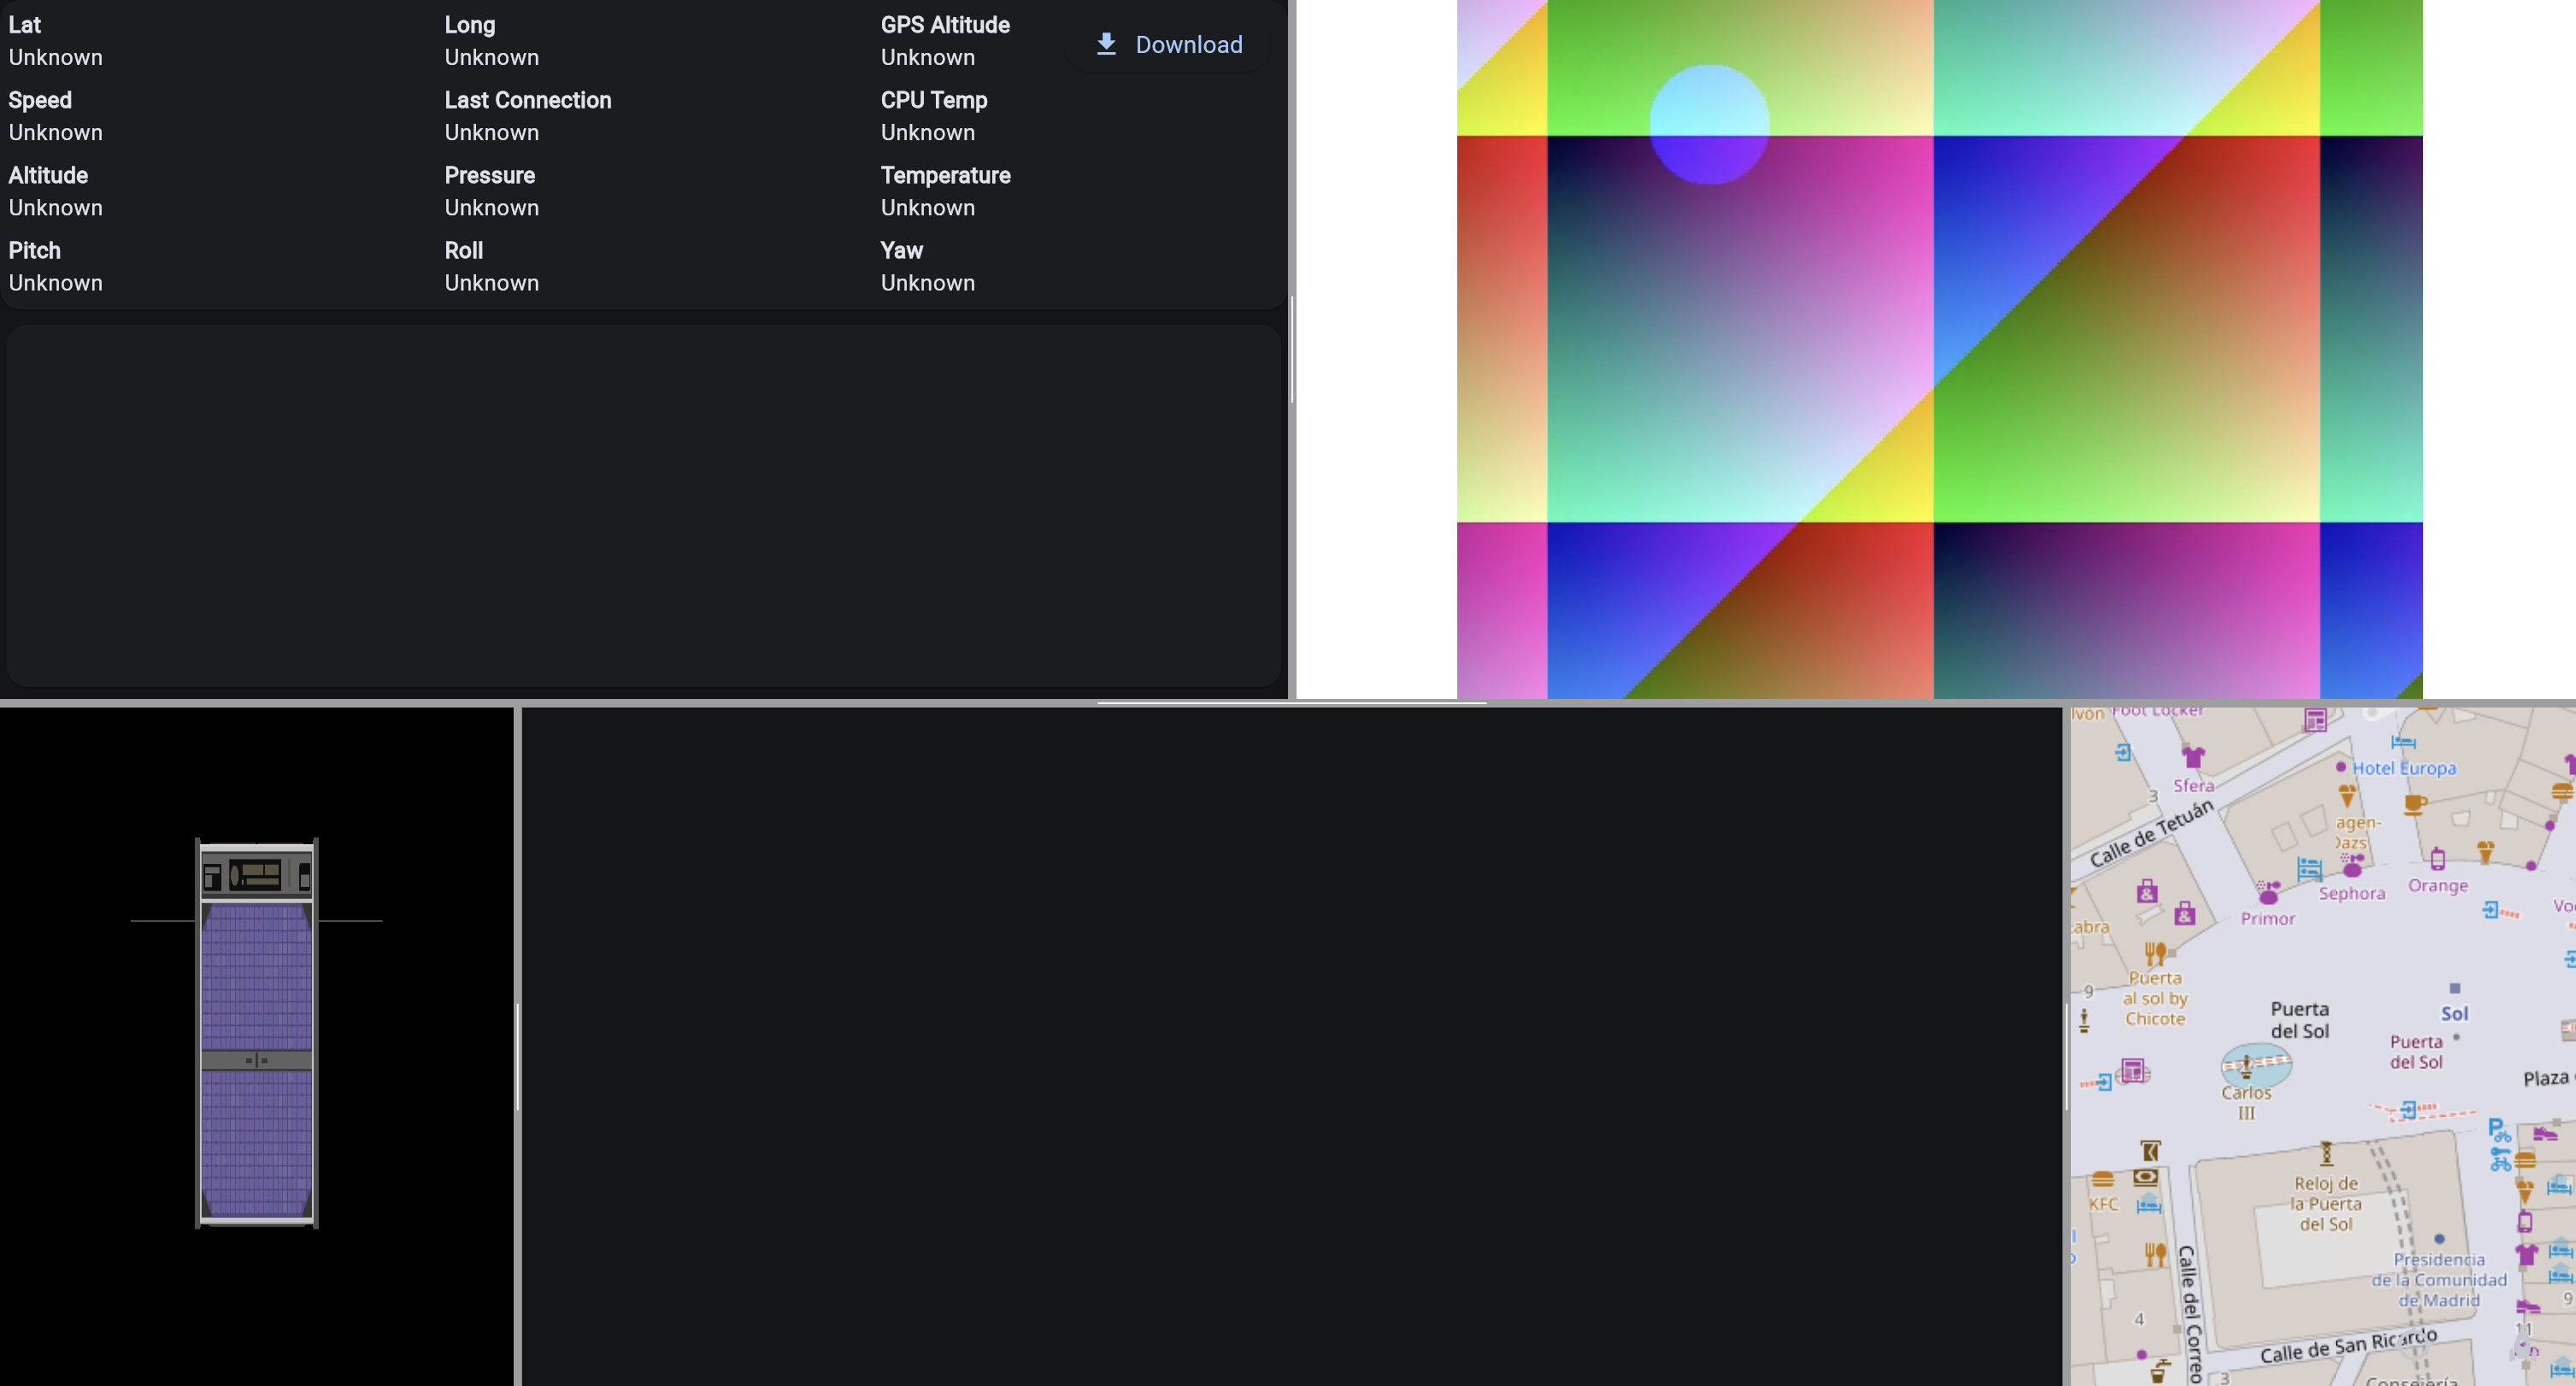 Lat
Unknown
Long
Unknown
GPS Altitude
Unknown
Download
Speed
Unknown
Last Connection
Unknown
CPU Temp
Unknown
Altitude
Unknown
Pressure
Unknown
Temperature
Unknown
Pitch
Unknown
Roll
Unknown
Yaw
Unknown
Foot Locker
Hotel Europa
Sfera
3
Calle de Tetuán
Orange
Sephora
Primor
Puerta
al sol by
Chicote
9
Puerta
del Sol
Sol
Puerta
del Sol
Plaza
Carlos
III
KFC
Reloj de
la Puerta
del Sol
Presidencia
de la Comunidad
de Madrid
9
4
11
Calle del Correo
Calle de San Ricardo
3